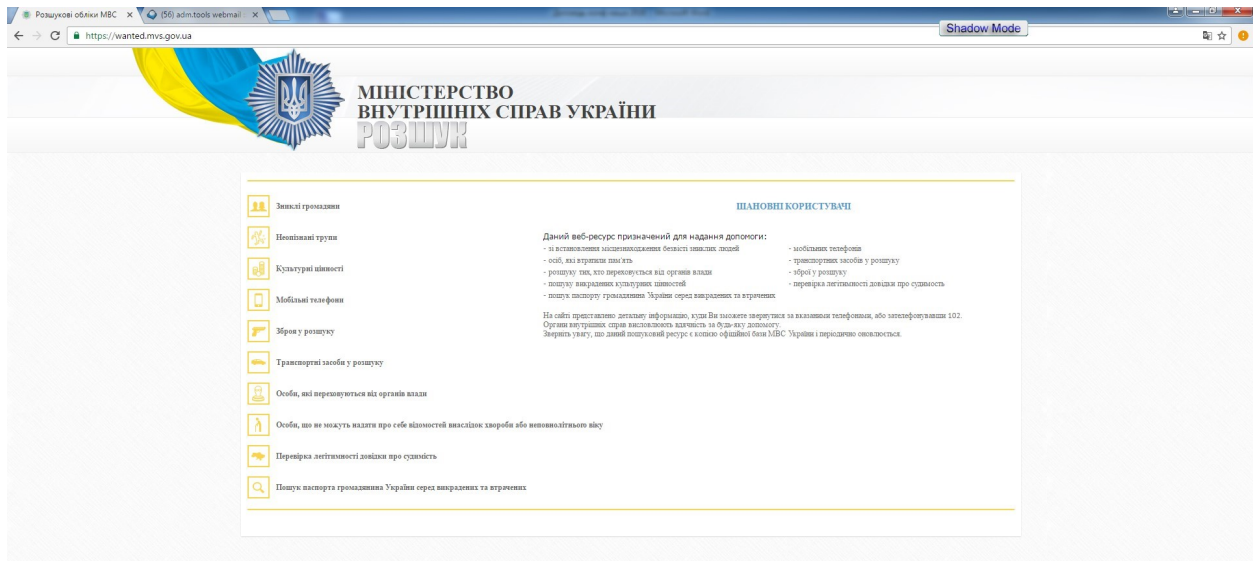 Розшукові обліки МВС
(56) adm.tools webmail
Shadow Mode
https://wanted.mvs.gov.ua
МІНІСТЕРСТВО
ВНУТРІШНІХ СПРАВ УКРАЇНИ
РОЗШУК
Зниклі громадяни
Неопізнані трупи
Культурні цінності
Мобільні телефони
Зброя у розшуку
Транспортні засоби у розшуку
Особи, які переховуються від органів влади
Особи, що не можуть надати про себе відомостей внаслідок хвороби або неповнолітнього віку
Перевірка легітимності довідки про судимість
Пошук паспорта громадянина України серед викрадених та втрачених
ШАНОВНІ КОРИСТУВАЧІ
Даний веб-ресурс призначений для надання допомоги:
- зі встановлення місцезнаходження безвісті зниклих людей
- осіб, які втратили пам'ять
- розшуку тих, хто переховується від органів влади
- пошуку викрадених культурних цінностей
- пошук паспорту громадянина України серед викрадених та втрачених
- мобільних телефонів
- транспортних засобів у розшуку
- зброї у розшуку
- перевірка легітимності довідки про судимость
На сайті представлено детальну інформацію, куди Ви зможете звернутися за вказаними телефонами, або зателефонувавши 102.
Органи внутрішніх справ висловлюють вдячність за будь-яку допомогу.
Зверніть увагу, що даний пошуковий ресурс є копією офіційної бази МВС України і періодично оновлюється.